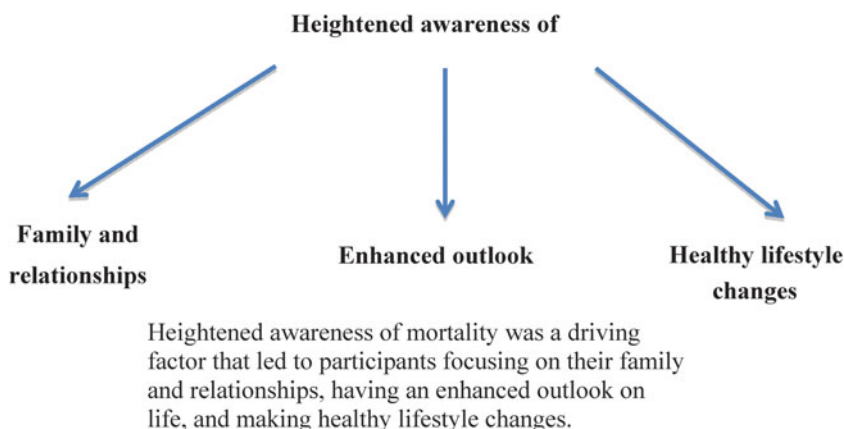 Heightened awareness of
Family and
relationships
Enhanced outlook
Healthy lifestyle
changes
Heightened awareness of mortality was a driving
factor that led to participants focusing on their family
and relationships, having an enhanced outlook on
life, and making healthy lifestyle changes.